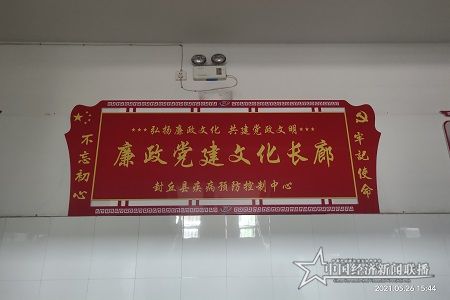 ***弘扬廉政文化 共建党政文明***
廉政党建文化长廊
封丘县疾病预防控制中心
不忘初心
牢記使命
中国经济新闻联播
2021.05.26 15:44